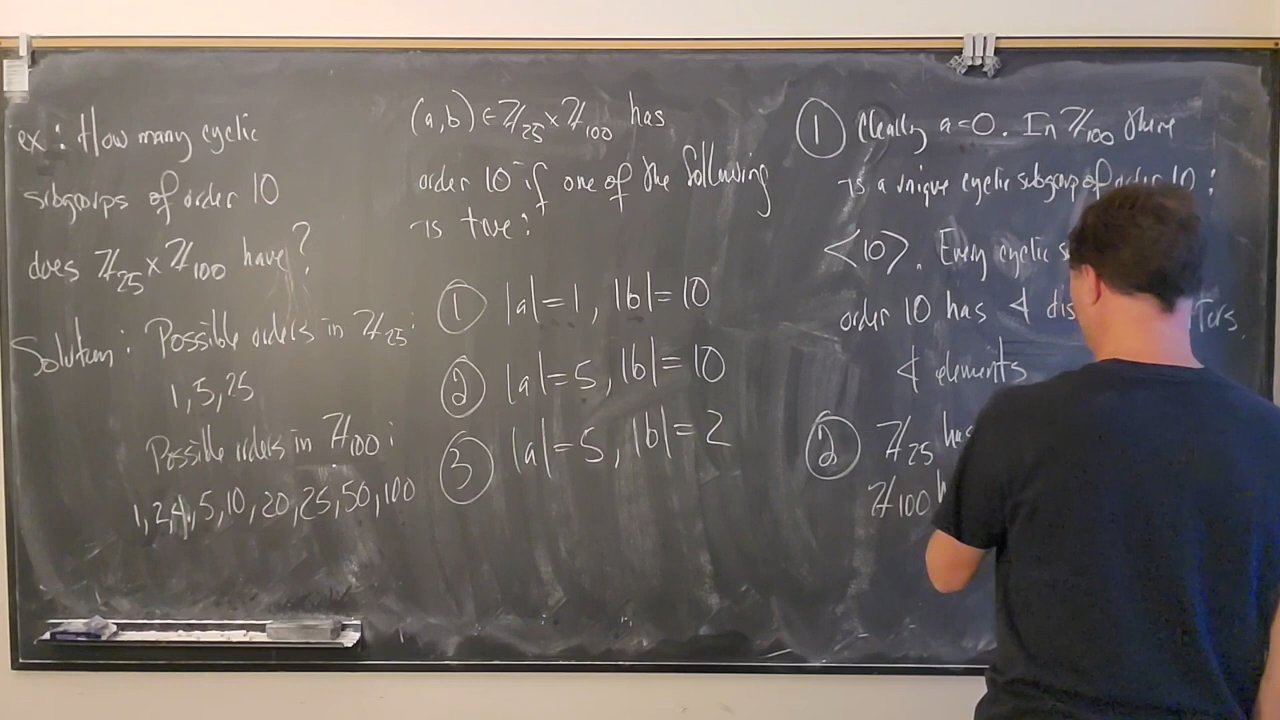 ex: How many cyclic
subgroups of order 10
does ℤ₂₅ × ℤ₁₀₀ have?
Solution: Possible orders in ℤ₂₅:
1, 5, 25
Possible orders in ℤ₁₀₀:
1, 2, 4, 5, 10, 20, 25, 50, 100
(a,b) ∈ ℤ₂₅ × ℤ₁₀₀ has
order 10 if one of the following
is true:
① |a|=1, |b|=10
② |a|=5, |b|=10
③ |a|=5, |b|=2
① Clearly a=0. In ℤ₁₀₀ there
is a unique cyclic subgroup of order 10:
<10>. Every cyclic
order 10 has 4
4 elements
② ℤ₂₅ has
ℤ₁₀₀